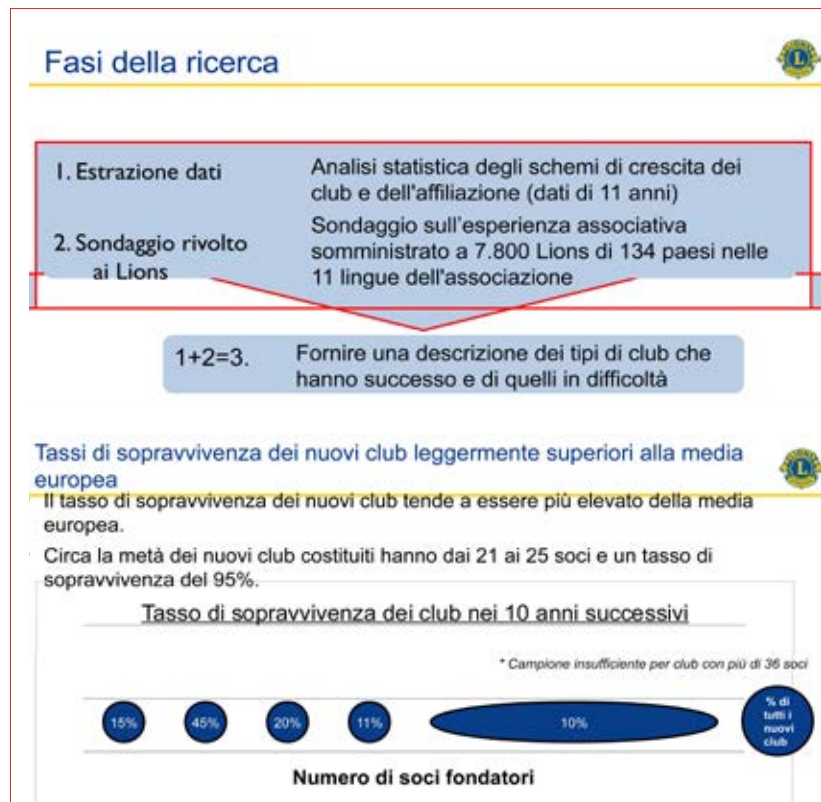 Fasi della ricerca
L
1. Estrazione dati
Analisi statistica degli schemi di crescita dei
club e dell'affiliazione (dati di 11 anni)
2. Sondaggio rivolto
ai Lions
Sondaggio sull'esperienza associativa
somministrato a 7.800 Lions di 134 paesi nelle
11 lingue dell'associazione
1+2=3.
Fornire una descrizione dei tipi di club che
hanno successo e di quelli in difficoltà
Tassi di sopravvivenza dei nuovi club leggermente superiori alla media
europea
L
Il tasso di sopravvivenza dei nuovi club tende a essere più elevato della media
europea.
Circa la metà dei nuovi club costituiti hanno dai 21 ai 25 soci e un tasso di
sopravvivenza del 95%.
Tasso di sopravvivenza dei club nei 10 anni successivi
* Campione insufficiente per club con più di 36 soci
15% 45% 20% 11% 10%
% di
tutti i
nuovi
club
Numero di soci fondatori